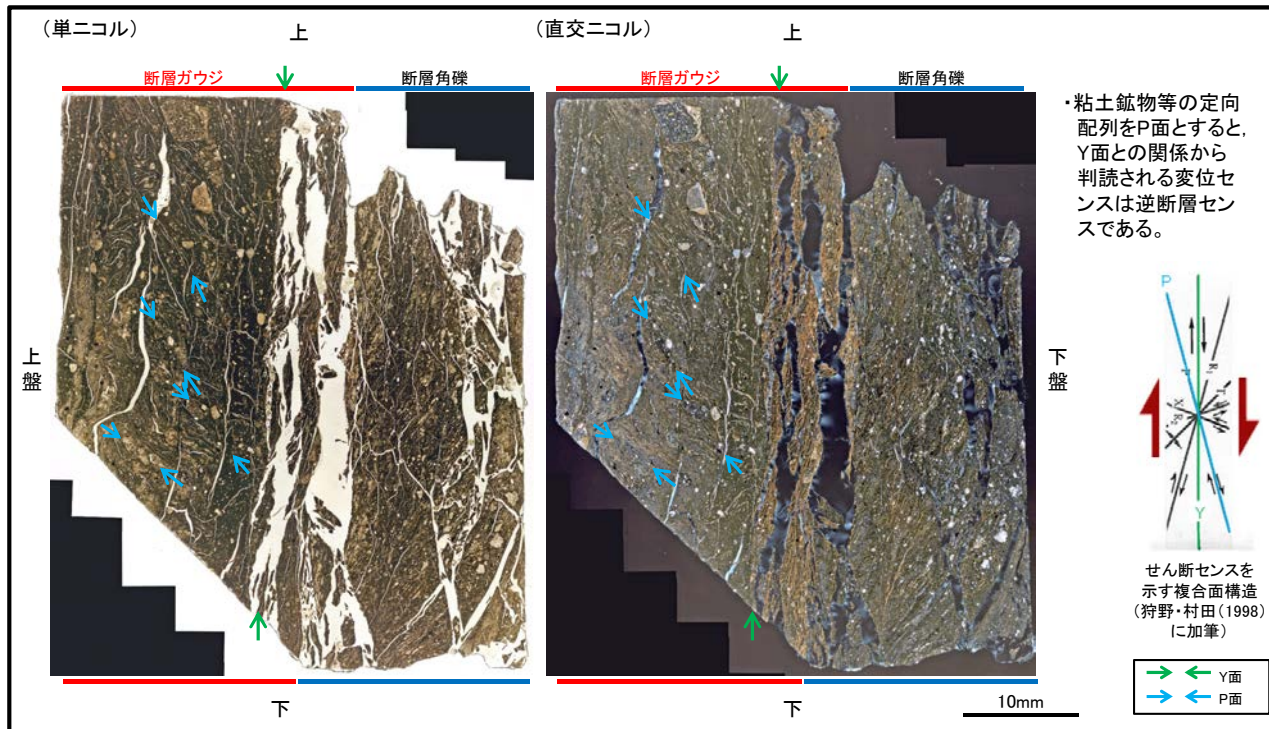 (単ニコル)
上
断層ガウジ
断層角礫
上盤
下
(直交ニコル)
上
断層ガウジ
断層角礫
下盤
下
10mm
・粘土鉱物等の定向
配列をP面とすると,
Y面との関係から
判読される変位セ
ンスは逆断層セン
スである。
P
R₁
Y
せん断センスを
示す複合面構造
(狩野・村田(1998)
に加筆)
Y面
P面